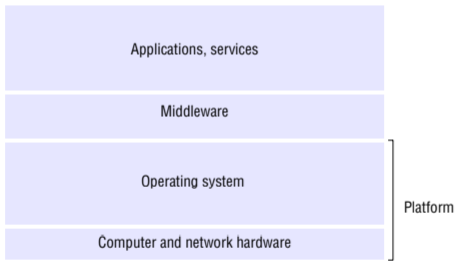 Applications, services
Middleware
Operating system
Platform
Computer and network hardware